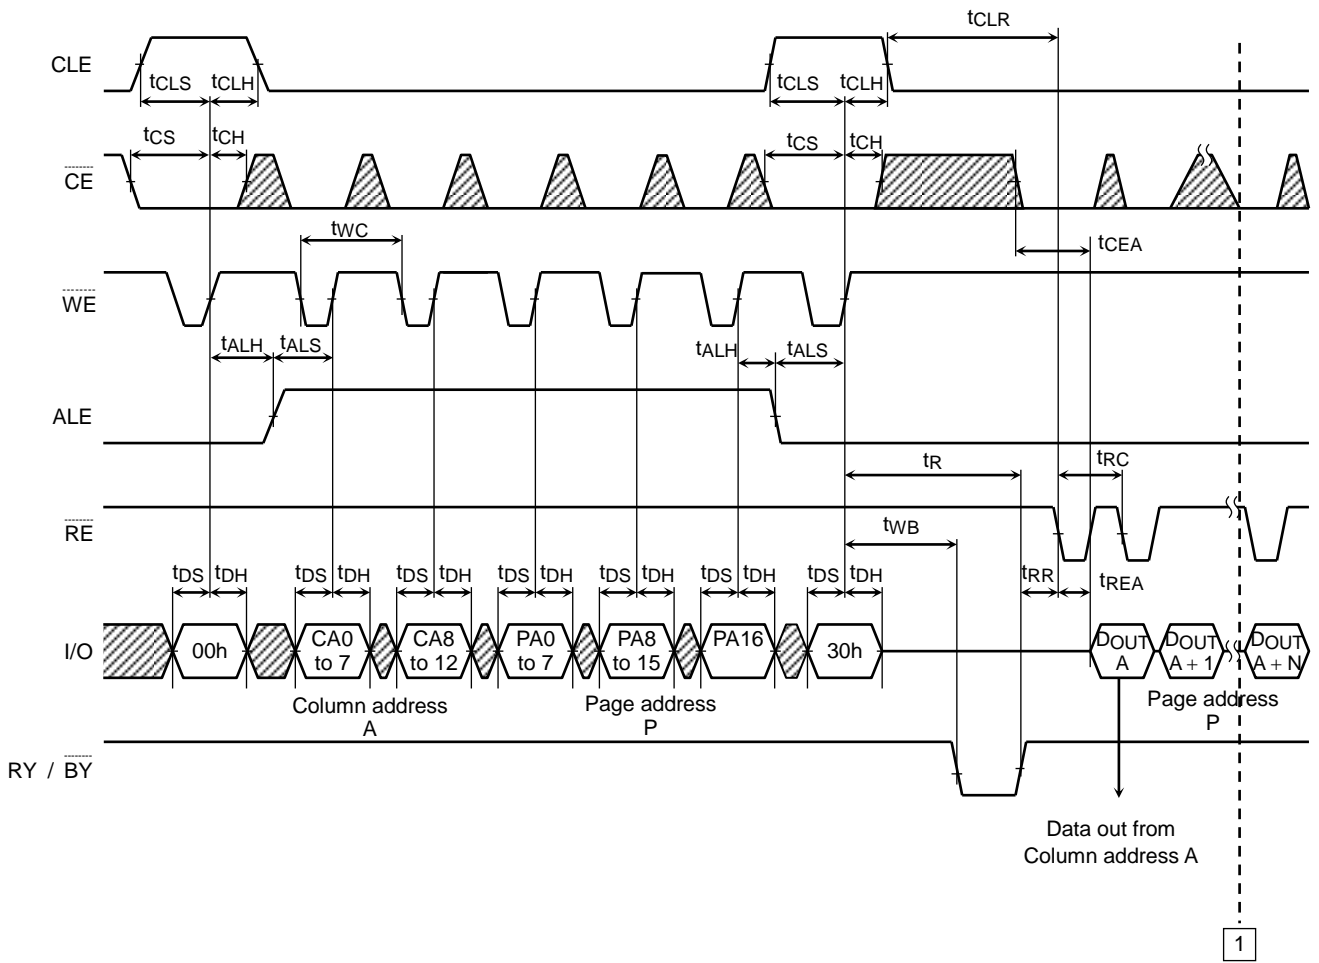 tCLR
CLE
tCLS tCLH tCLS tCLH
tCS tCH tCS tCH
CE
tWC tCEA
WE
tALH tALS tALH tALS
ALE
tR tRC
RE tWB
tDS tDH tDS tDH tDS tDH tDS tDH tDS tDH tDS tDH tDS tDH tRR tREA
I/O 00h CA0 to 7 CA8 to 12 PA0 to 7 PA8 to 15 PA16 30h DOUT A DOUT A + 1 DOUT A + N
Column address Page address Page address
A P P
RY / BY
Data out from
Column address A
1